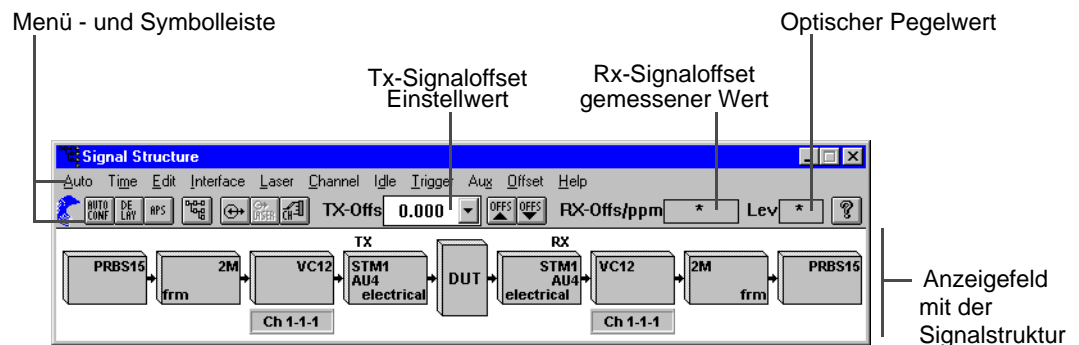 Menü - und Symbolleiste
Optischer Pegelwert
Tx-Signaloffset
Einstellwert
Rx-Signaloffset
gemessener Wert
Signal Structure
Auto Time Edit Interface Laser Channel Idle Trigger Aux Offset Help
AUTO CONF DE LAY APS LASER CH TX-Offs 0.000 OFFS OFFS RX-Offs/ppm * Lev * ?
TX RX
PRBS15 2M frm VC12 STM1 AU4 electrical DUT STM1 AU4 electrical VC12 2M frm PRBS15
Ch 1-1-1 Ch 1-1-1
Anzeigefeld
mit der
Signalstruktur